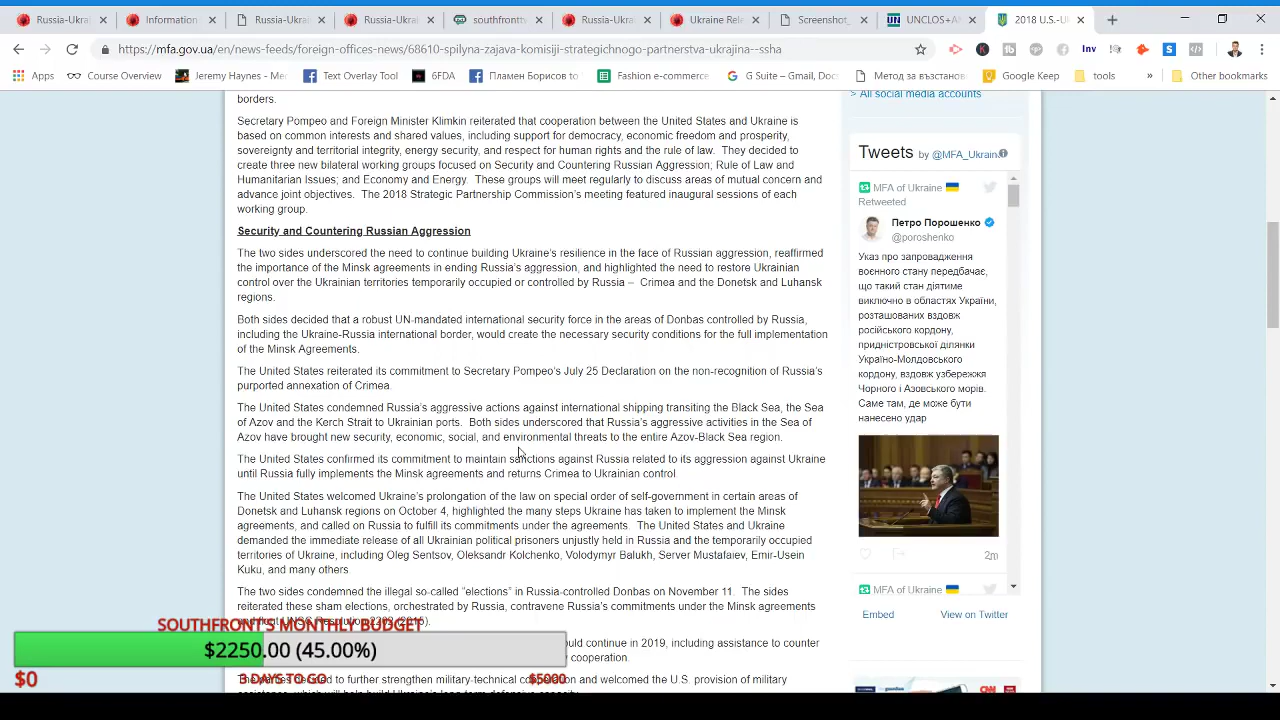 Russia-Ukrai
Information
Russia-Ukrai
Russia-Ukrai
southfrontt
Russia-Ukrai
Ukraine Rele
Screenshot_
UNCLOS+A
2018 U.S.-U
https://mfa.gov.ua/en/news-feeds/foreign-offices-news/68610-spilyna-zajava-komisiji-strategichnogo-partnerstva-ukrajina--ssha
Apps Course Overview Jeremy Haynes - Me Text Overlay Tool 6FDA Пламен Борисов то Fashion e-commerce G Suite – Gmail, Doc Метод за възстанов Google Keep tools » Other bookmarks
borders.
Secretary Pompeo and Foreign Minister Klimkin reiterated that cooperation between the United States and Ukraine is
based on common interests and shared values, including support for democracy, economic freedom and prosperity,
sovereignty and territorial integrity, energy security, and respect for human rights and the rule of law. They decided to
create three new bilateral working groups focused on Security and Countering Russian Aggression; Rule of Law and
Humanitarian Issues; and Economy and Energy. These groups will meet regularly to discuss areas of mutual concern and
advance joint objectives. The 2018 Strategic Partnership Commission's meeting featured inaugural sessions of each
working group.
Security and Countering Russian Aggression
The two sides underscored the need to continue building Ukraine's resilience in the face of Russian aggression, reaffirmed
the importance of the Minsk agreements in ending Russia's aggression, and highlighted the need to restore Ukrainian
control over the Ukrainian territories temporarily occupied or controlled by Russia – Crimea and the Donetsk and Luhansk
regions.
Both sides decided that a robust UN-mandated international security force in the areas of Donbas controlled by Russia,
including the Ukraine-Russia international border, would create the necessary security conditions for the full implementation
of the Minsk Agreements.
The United States reiterated its commitment to Secretary Pompeo's July 25 Declaration on the non-recognition of Russia's
purported annexation of Crimea.
The United States condemned Russia's aggressive actions against international shipping transiting the Black Sea, the Sea
of Azov and the Kerch Strait to Ukrainian ports. Both sides underscored that Russia's aggressive activities in the Sea of
Azov have brought new security, economic, social, and environmental threats to the entire Azov-Black Sea region.
The United States confirmed its commitment to maintain sanctions against Russia related to its aggression against Ukraine
until Russia fully implements the Minsk agreements and returns Crimea to Ukrainian control.
The United States welcomed Ukraine's prolongation of the law on special order of self-government in certain areas of
Donetsk and Luhansk regions on October 4, highlighted the many steps Ukraine has taken to implement the Minsk
agreements, and called on Russia to fulfill its commitments under the agreements. The United States and Ukraine
demanded the immediate release of all Ukrainian political prisoners unjustly held in Russia and the temporarily occupied
territories of Ukraine, including Oleg Sentsov, Oleksandr Kolchenko, Volodymyr Balukh, Server Mustafaiev, Emir-Usein
Kuku, and many others
The two sides condemned the illegal so called "elections" in Russia-controlled Donbas on November 11. The sides
reiterated these sham elections, orchestrated by Russia, contravene Russia's commitments under the Minsk agreements
ould continue in 2019, including assistance to counter
cooperation.
to further strengthen military-technical and welcomed the U.S. provision of military
> All social media accounts
Tweets by @MFA_Ukrain
MFA of Ukraine
Retweeted
Петро Порошенко
@poroshenko
Указ про запровадження
воєнного стану передбачає,
що такий стан діятиме
виключно в областях України,
розташованих вздовж
російського кордону,
придністровської ділянки
Україно-Молдовського
кордону, вздовж узбережжя
Чорного і Азовського морів.
Саме там, де може бути
нанесено удар
2m
MFA of Ukraine
Embed View on Twitter
CNN
SOUTHFRONT'S MONTHLY BUDGET
$2250.00 (45.00%)
$0 3 DAYS TO GO $5000